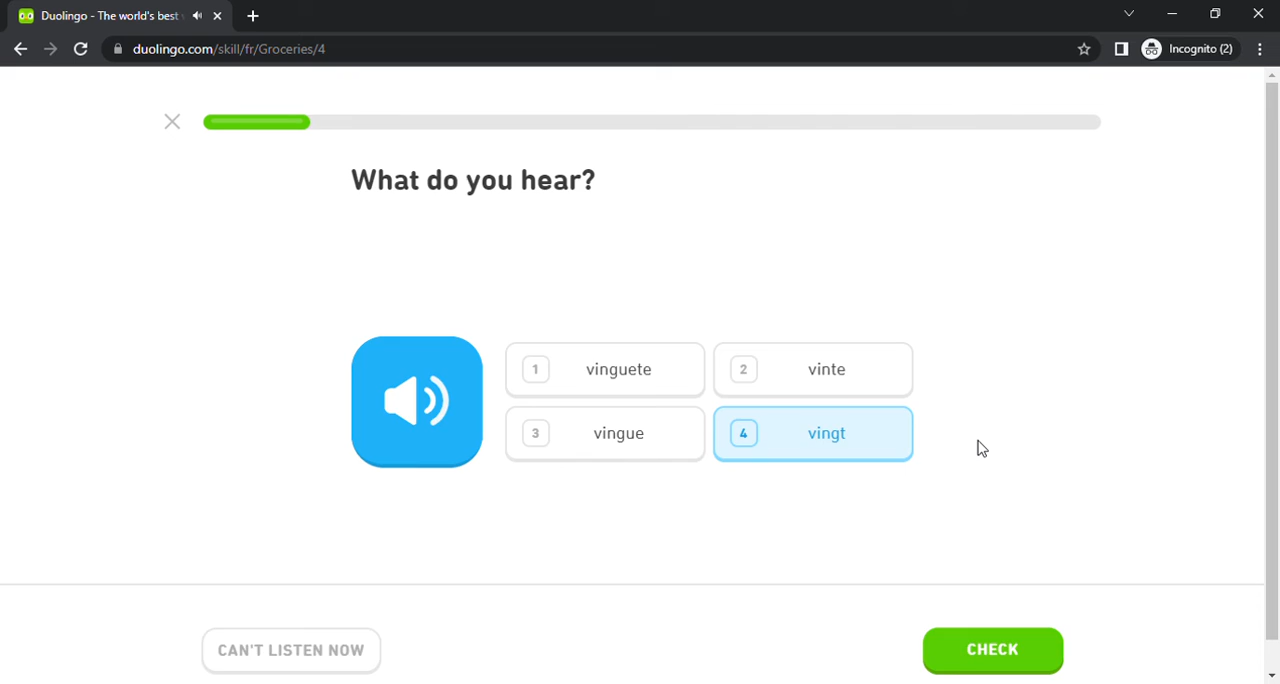 Duolingo - The world's best
duolingo.com/skill/fr/Groceries/4
Incognito (2)
What do you hear?
1 vinguete
2 vinte
3 vingue
4 vingt
CAN'T LISTEN NOW
CHECK